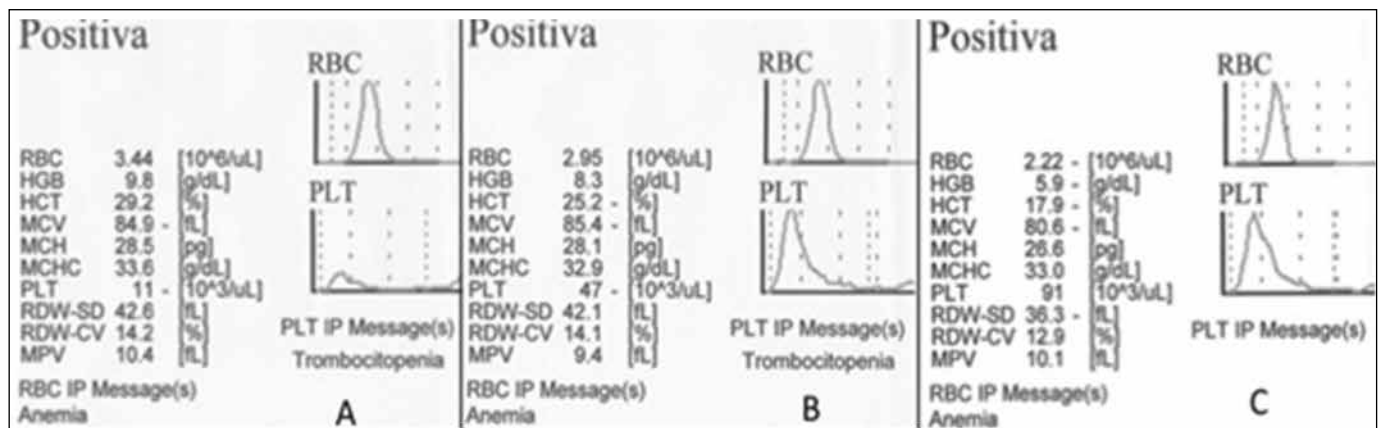 Positiva
RBC
RBC 3.44 [10^6/uL]
HGB 9.8 [g/dL]
HCT 29.2 [%]
MCV 84.9 - [fL]
MCH 28.5 [pg]
MCHC 33.6 [g/dL]
PLT 11 - [10^3/uL]
RDW-SD 42.6 [fL]
RDW-CV 14.2 [%]
MPV 10.4 [fL]
PLT
PLT IP Message(s)
Trombocitopenia
RBC IP Message(s)
Anemia
A
Positiva
RBC
RBC 2.95 [10^6/uL]
HGB 8.3 [g/dL]
HCT 25.2 - [%]
MCV 85.4 - [fL]
MCH 28.1 [pg]
MCHC 32.9 [g/dL]
PLT 47 - [10^3/uL]
RDW-SD 42.1 [fL]
RDW-CV 14.1 [%]
MPV 9.4 [fL]
PLT
PLT IP Message(s)
Trombocitopenia
RBC IP Message(s)
Anemia
B
Positiva
RBC
RBC 2.22 - [10^6/uL]
HGB 5.9 - [g/dL]
HCT 17.9 - [%]
MCV 80.6 - [fL]
MCH 26.6 [pg]
MCHC 33.0 [g/dL]
PLT 91 [10^3/uL]
RDW-SD 36.3 - [fL]
RDW-CV 12.9 [%]
MPV 10.1 [fL]
PLT
PLT IP Message(s)
RBC IP Message(s)
Anemia
C